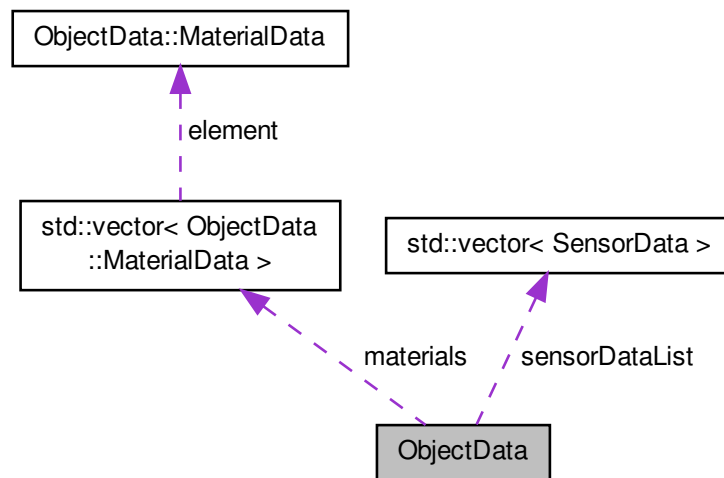 ObjectData::MaterialData
element
std::vector< ObjectData
::MaterialData >
std::vector< SensorData >
materials
sensorDataList
ObjectData